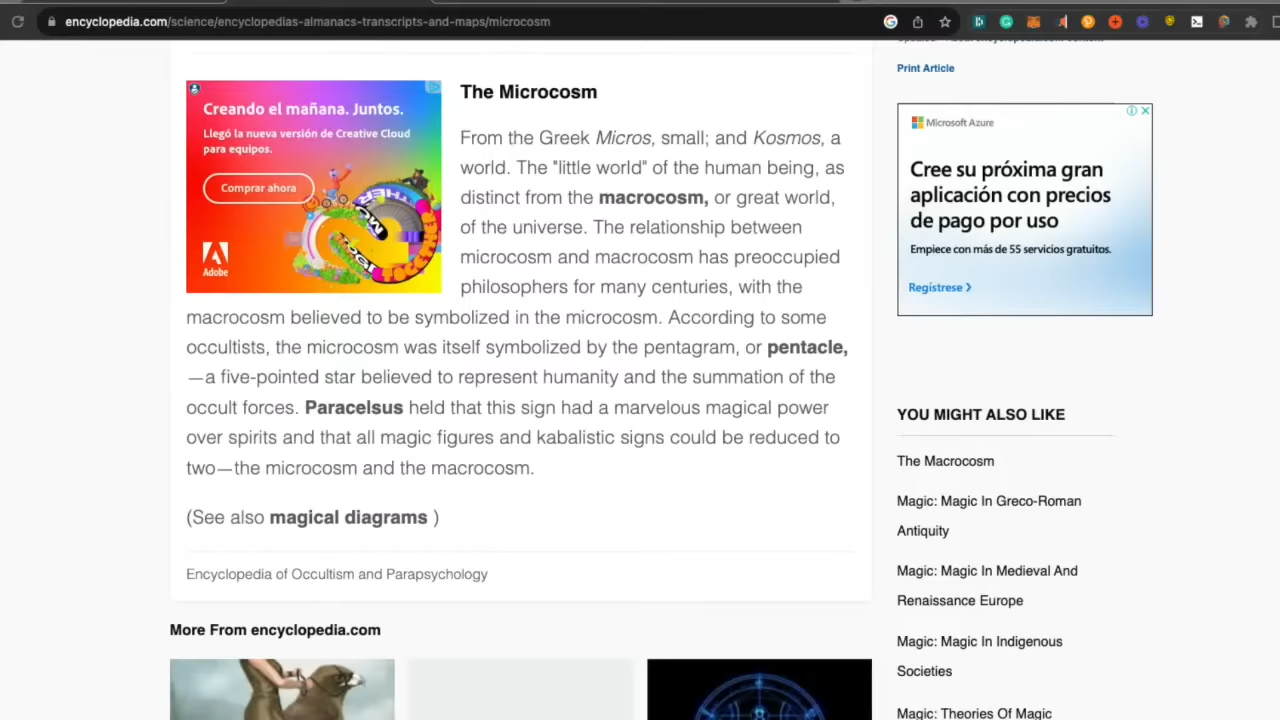 encyclopedia.com/science/encyclopedias-almanacs-transcripts-and-maps/microcosm
Print Article
Creando el mañana. Juntos.
Llegó la nueva versión de Creative Cloud
para equipos.
Comprar ahora
Adobe
The Microcosm
From the Greek Micros, small; and Kosmos, a
world. The "little world" of the human being, as
distinct from the macrocosm, or great world,
of the universe. The relationship between
microcosm and macrocosm has preoccupied
philosophers for many centuries, with the
macrocosm believed to be symbolized in the microcosm. According to some
occultists, the microcosm was itself symbolized by the pentagram, or pentacle,
—a five-pointed star believed to represent humanity and the summation of the
occult forces. Paracelsus held that this sign had a marvelous magical power
over spirits and that all magic figures and kabalistic signs could be reduced to
two—the microcosm and the macrocosm.
(See also magical diagrams )
Encyclopedia of Occultism and Parapsychology
More From encyclopedia.com
Microsoft Azure
Cree su próxima gran
aplicación con precios
de pago por uso
Empiece con más de 55 servicios gratuitos.
Regístrese
YOU MIGHT ALSO LIKE
The Macrocosm
Magic: Magic In Greco-Roman
Antiquity
Magic: Magic In Medieval And
Renaissance Europe
Magic: Magic In Indigenous
Societies
Magic: Theories Of Magic